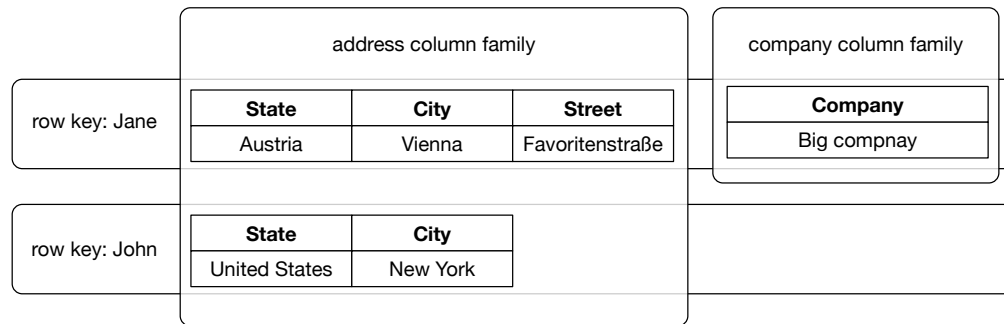 address column family
company column family
row key: Jane
State City Street
Austria Vienna Favoritenstraße
Company
Big compnay
row key: John
State City
United States New York